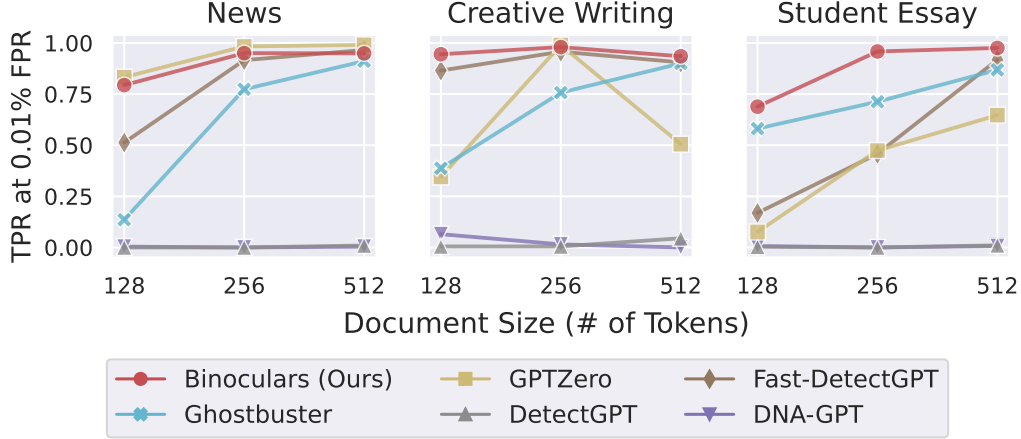 News
Creative Writing
Student Essay
TPR at 0.01% FPR
1.00
0.75
0.50
0.25
0.00
128 256 512
128 256 512
128 256 512
Document Size (# of Tokens)
Binoculars (Ours)
GPTZero
Fast-DetectGPT
Ghostbuster
DetectGPT
DNA-GPT